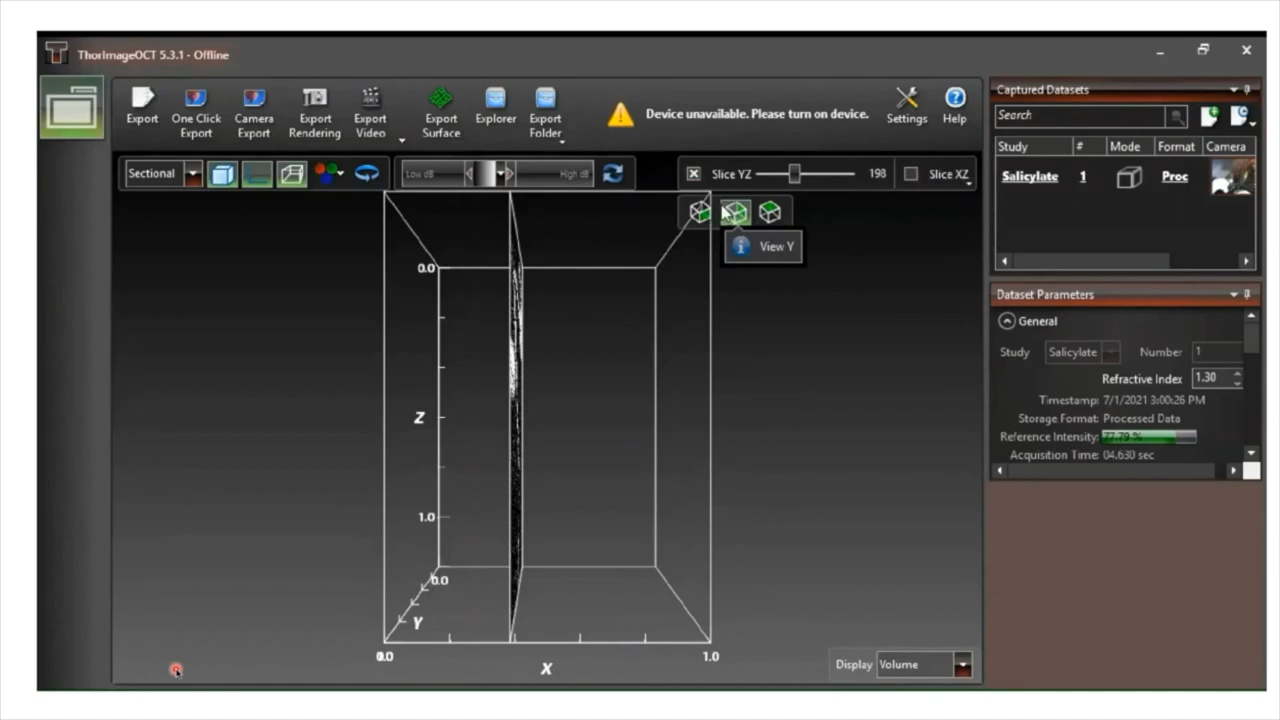 ThorImageOCT 5.3.1 - Offline
Export
One Click Export
Camera Export
Export Rendering
Export Video
Export Surface
Explorer
Export Folder
Device unavailable. Please turn on device.
Settings
Help
Sectional
Low dB
High dB
Slice YZ
198
Slice XZ
View Y
0.0
Z
1.0
0.0
Y
0.0
X
1.0
Display
Volume
Captured Datasets
Search
Study # Mode Format Camera
Salicylate 1 Proc
Dataset Parameters
General
Study Salicylate Number 1
Refractive Index 1.30
Timestamp: 7/1/2021 3:00:26 PM
Storage Format: Processed Data
Reference Intensity: 77.79 %
Acquisition Time: 04.630 sec